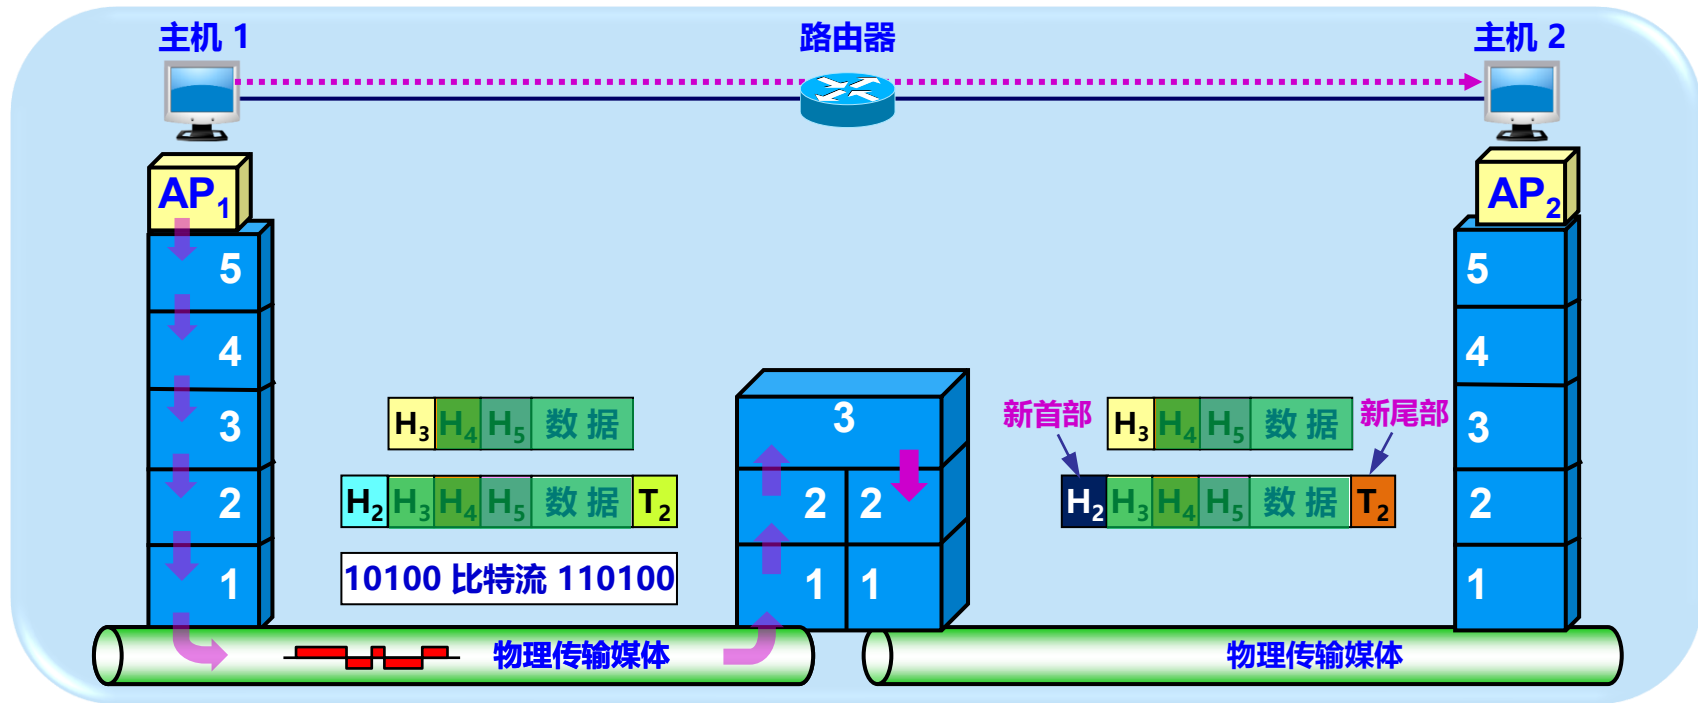 主机 1
路由器
主机 2
AP1
AP2
5
5
4
4
H3 H4 H5 数据
3
3
新首部
H3 H4 H5 数据
新尾部
3
H2 H3 H4 H5 数据 T2
2
2
2
H2 H3 H4 H5 数据 T2
2
10100 比特流 110100
1
1
1
1
物理传输媒体
物理传输媒体